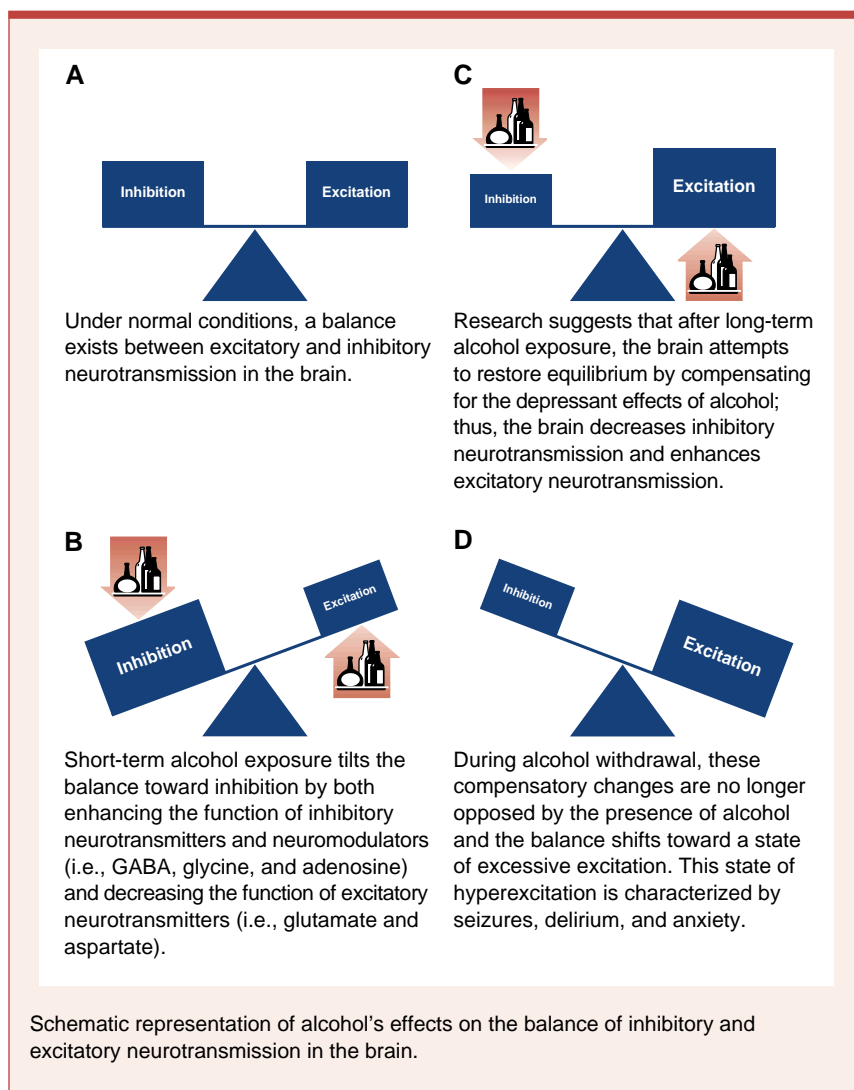 A
Inhibition
Excitation
Under normal conditions, a balance
exists between excitatory and inhibitory
neurotransmission in the brain.
B
Inhibition
Excitation
Short-term alcohol exposure tilts the
balance toward inhibition by both
enhancing the function of inhibitory
neurotransmitters and neuromodulators
(i.e., GABA, glycine, and adenosine)
and decreasing the function of excitatory
neurotransmitters (i.e., glutamate and
aspartate).
C
Inhibition
Excitation
Research suggests that after long-term
alcohol exposure, the brain attempts
to restore equilibrium by compensating
for the depressant effects of alcohol;
thus, the brain decreases inhibitory
neurotransmission and enhances
excitatory neurotransmission.
D
Inhibition
Excitation
During alcohol withdrawal, these
compensatory changes are no longer
opposed by the presence of alcohol
and the balance shifts toward a state
of excessive excitation. This state of
hyperexcitation is characterized by
seizures, delirium, and anxiety.
Schematic representation of alcohol’s effects on the balance of inhibitory and
excitatory neurotransmission in the brain.